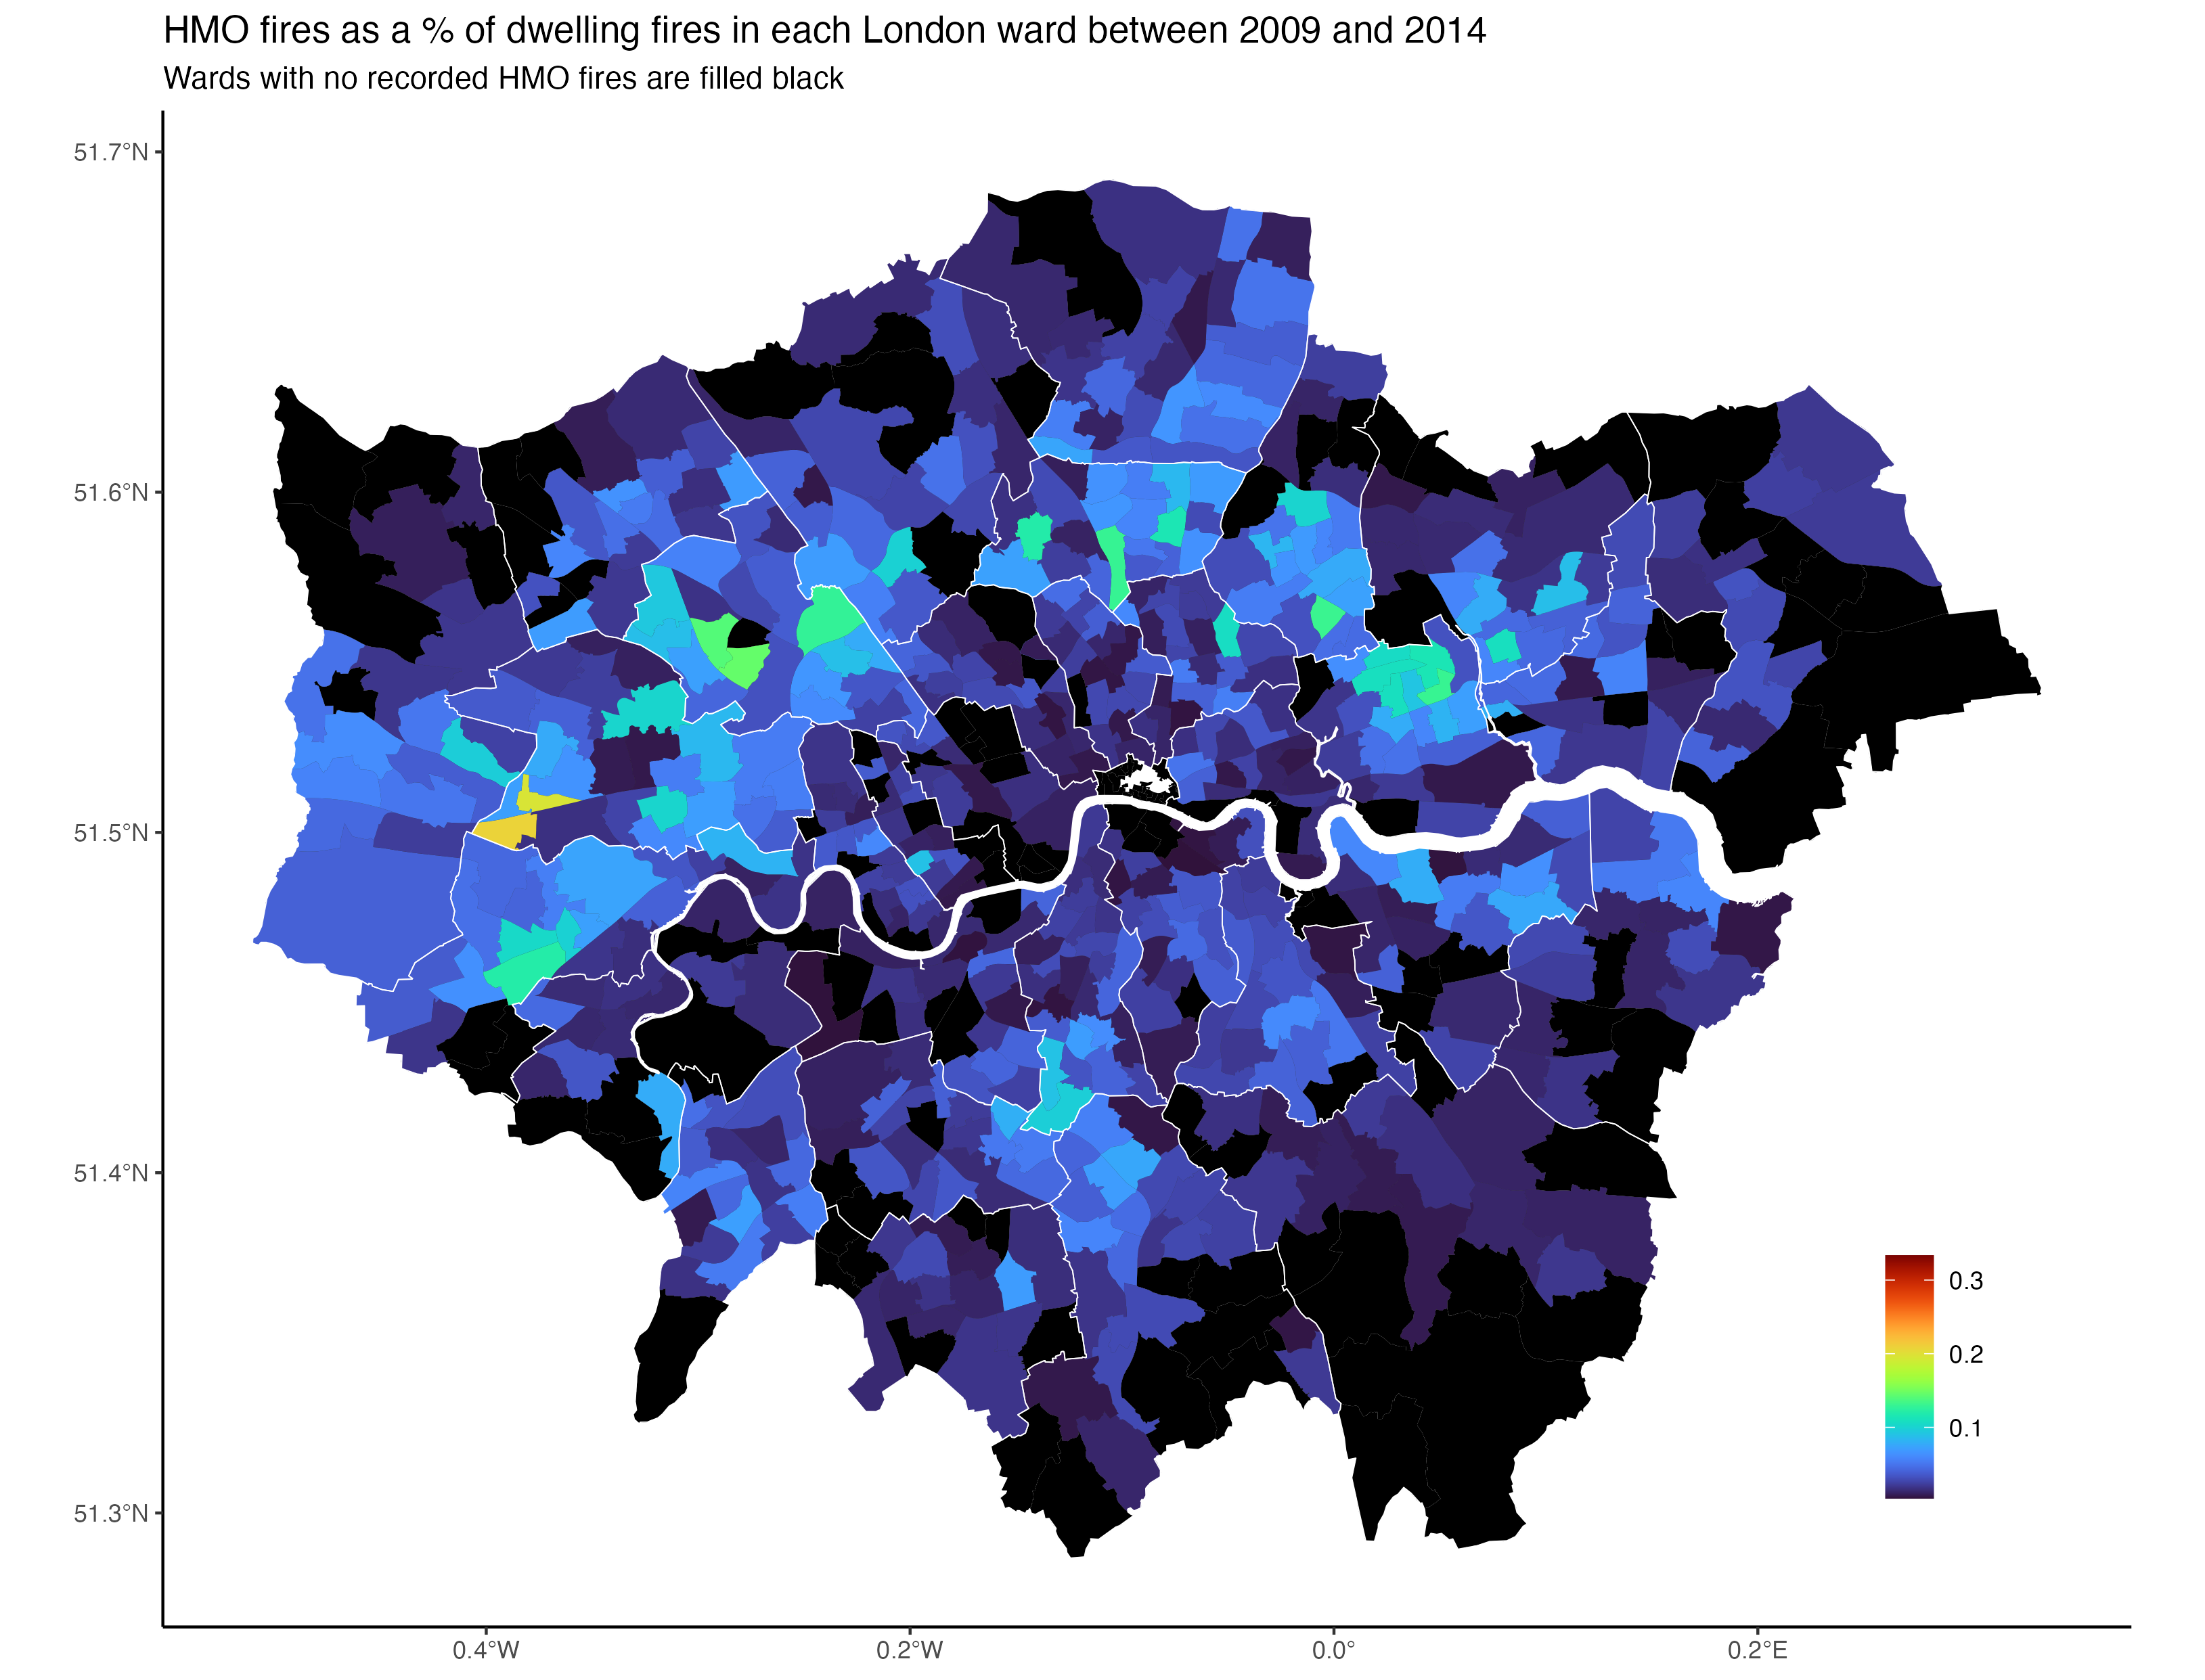 HMO fires as a % of dwelling fires in each London ward between 2009 and 2014
Wards with no recorded HMO fires are filled black
51.7°N
51.6°N
51.5°N
51.4°N
51.3°N
0.3
0.2
0.1
0.4°W
0.2°W
0.0°
0.2°E